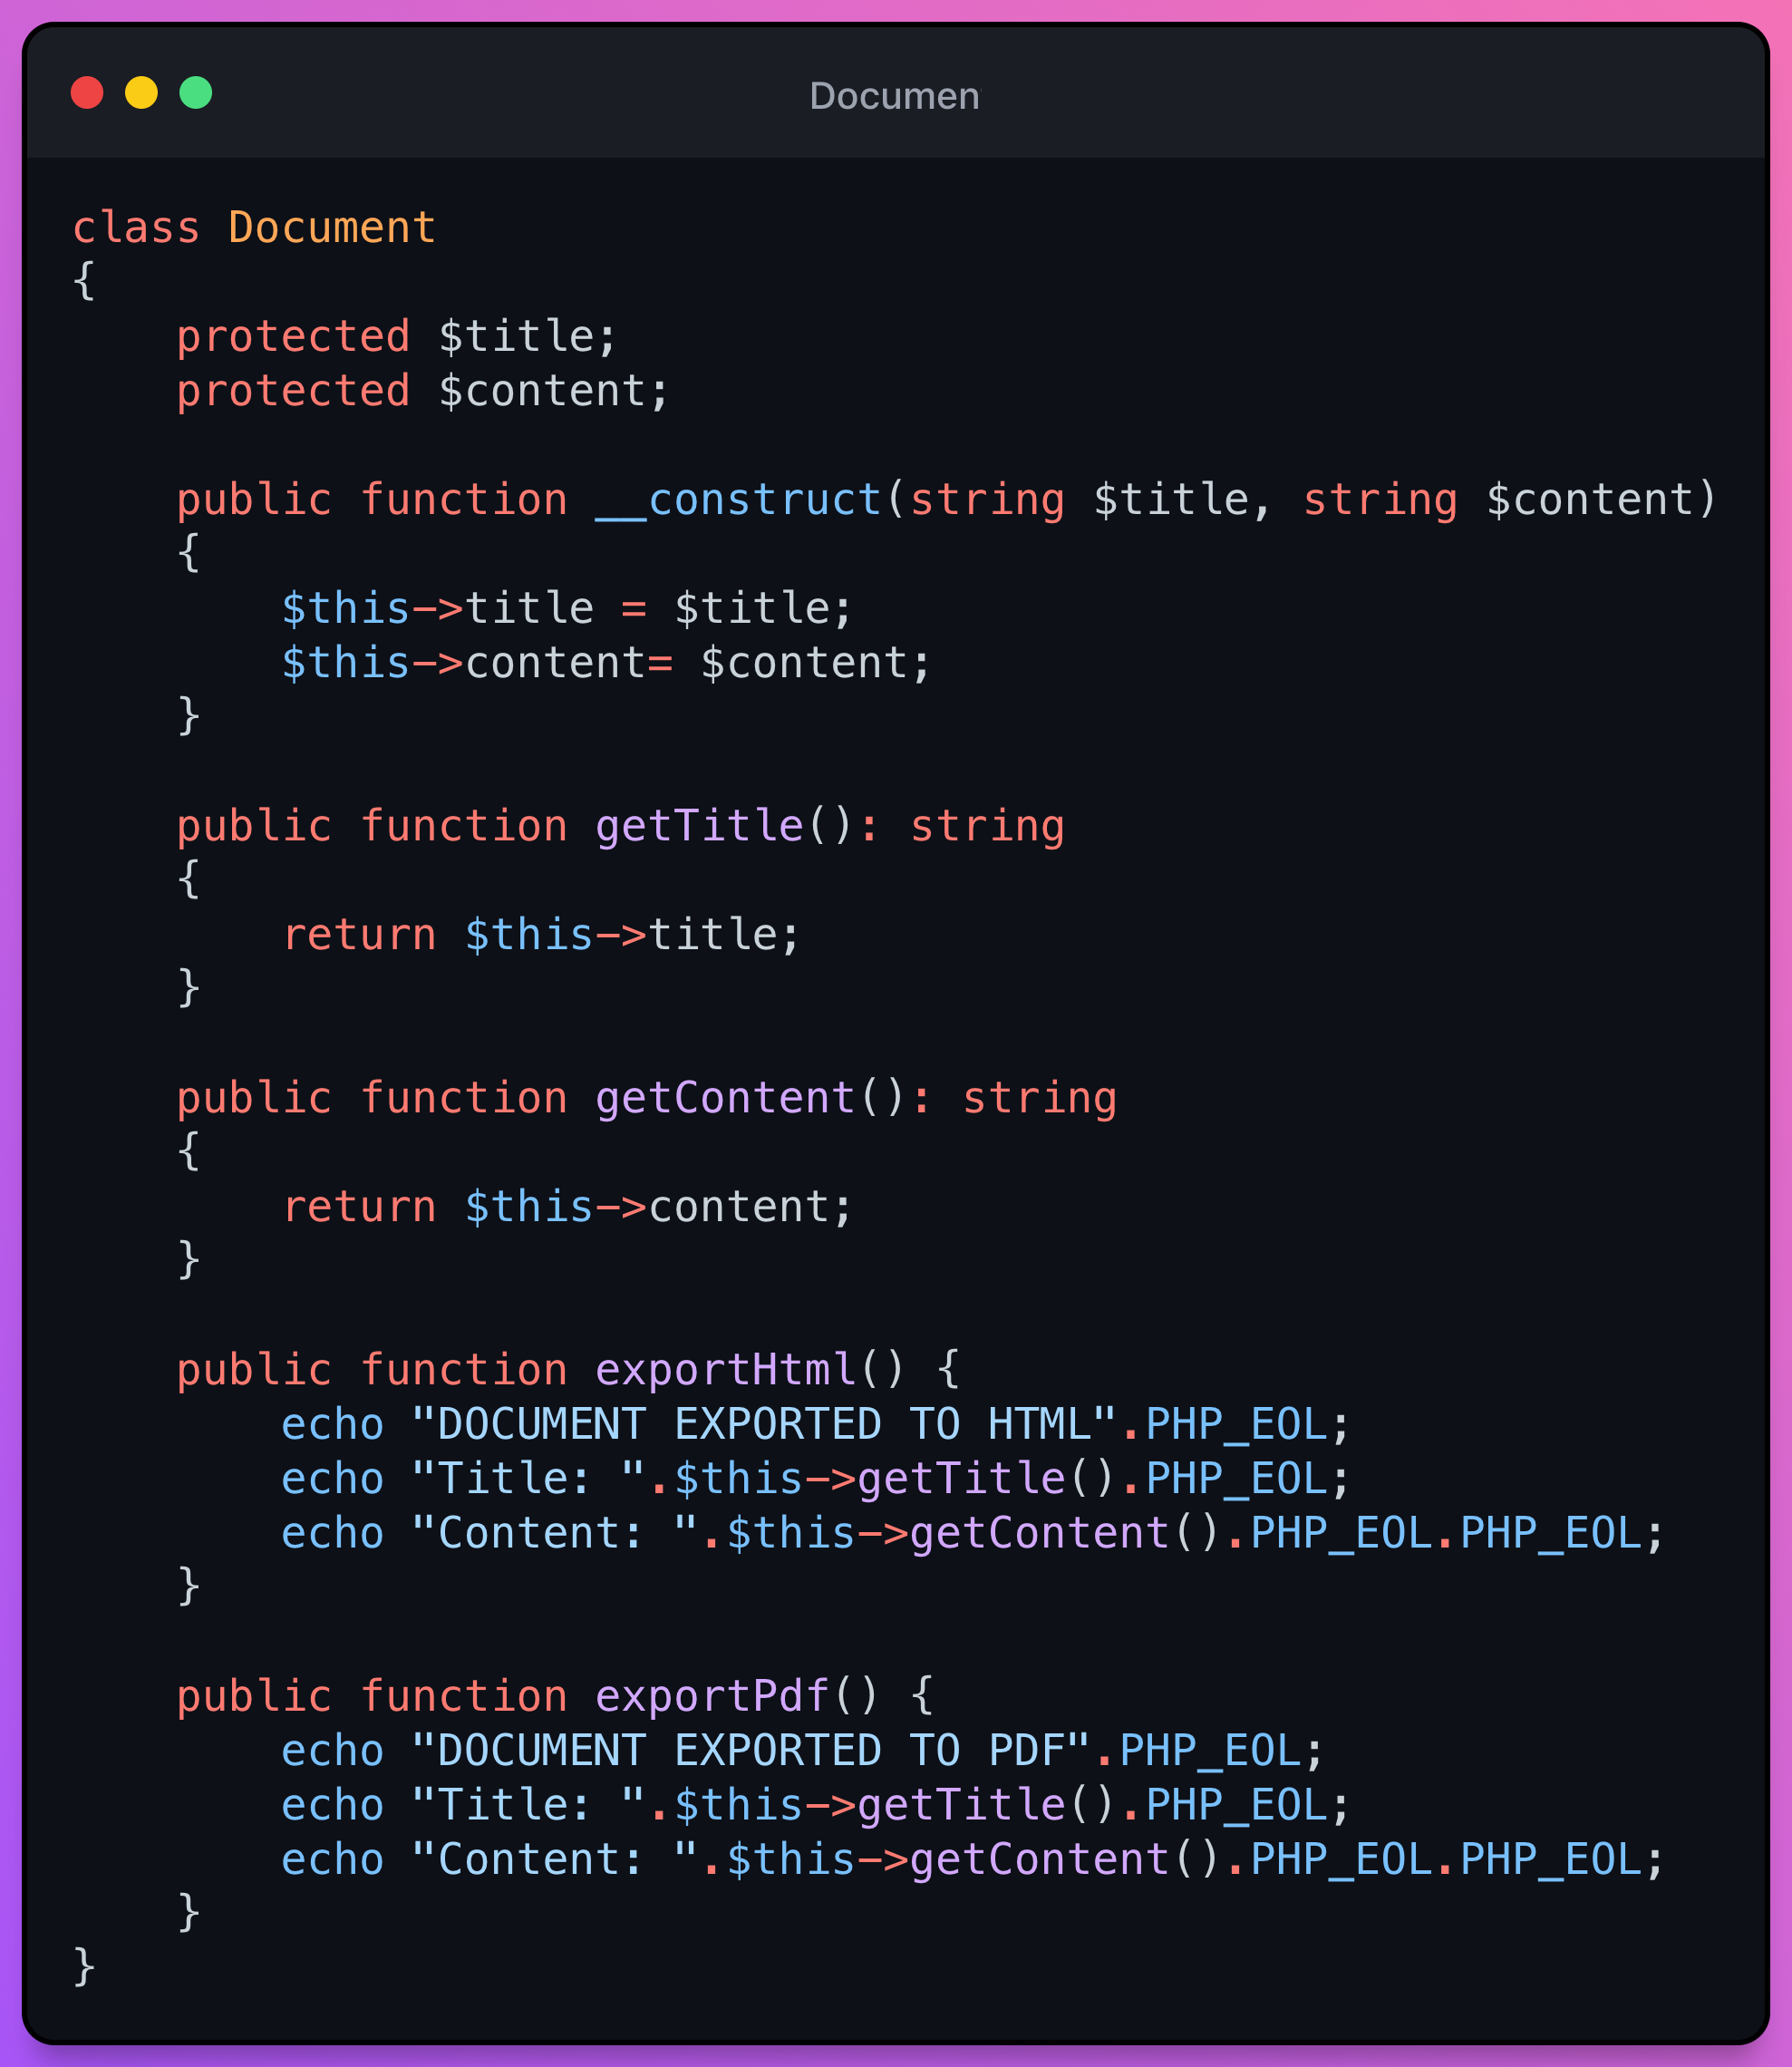 Documen
class Document
{
    protected $title;
    protected $content;

    public function __construct(string $title, string $content)
    {
        $this->title = $title;
        $this->content= $content;
    }

    public function getTitle(): string
    {
        return $this->title;
    }

    public function getContent(): string
    {
        return $this->content;
    }

    public function exportHtml() {
        echo "DOCUMENT EXPORTED TO HTML".PHP_EOL;
        echo "Title: ".$this->getTitle().PHP_EOL;
        echo "Content: ".$this->getContent().PHP_EOL.PHP_EOL;
    }

    public function exportPdf() {
        echo "DOCUMENT EXPORTED TO PDF".PHP_EOL;
        echo "Title: ".$this->getTitle().PHP_EOL;
        echo "Content: ".$this->getContent().PHP_EOL.PHP_EOL;
    }
}